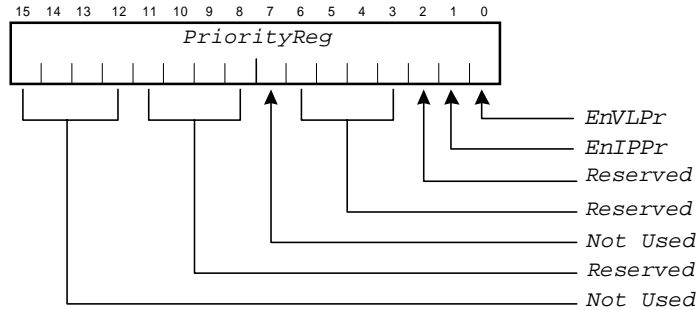 15 14 13 12 11 10 9 8 7 6 5 4 3 2 1 0
PriorityReg
EnVLPr
EnIPPr
Reserved
Reserved
Not Used
Reserved
Not Used